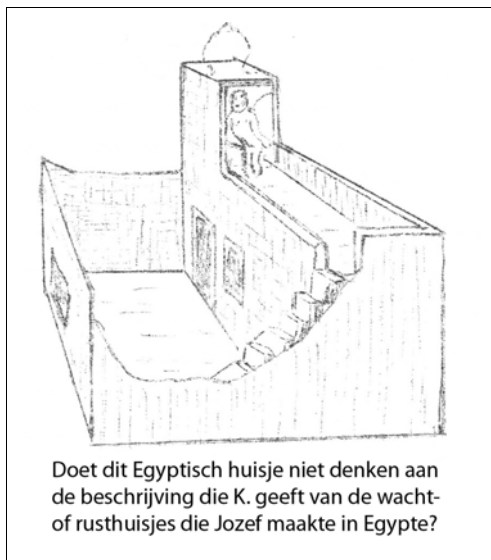 Doet dit Egyptisch huisje niet denken aan
de beschrijving die K. geeft van de wacht-
of rusthuisjes die Jozef maakte in Egypte?